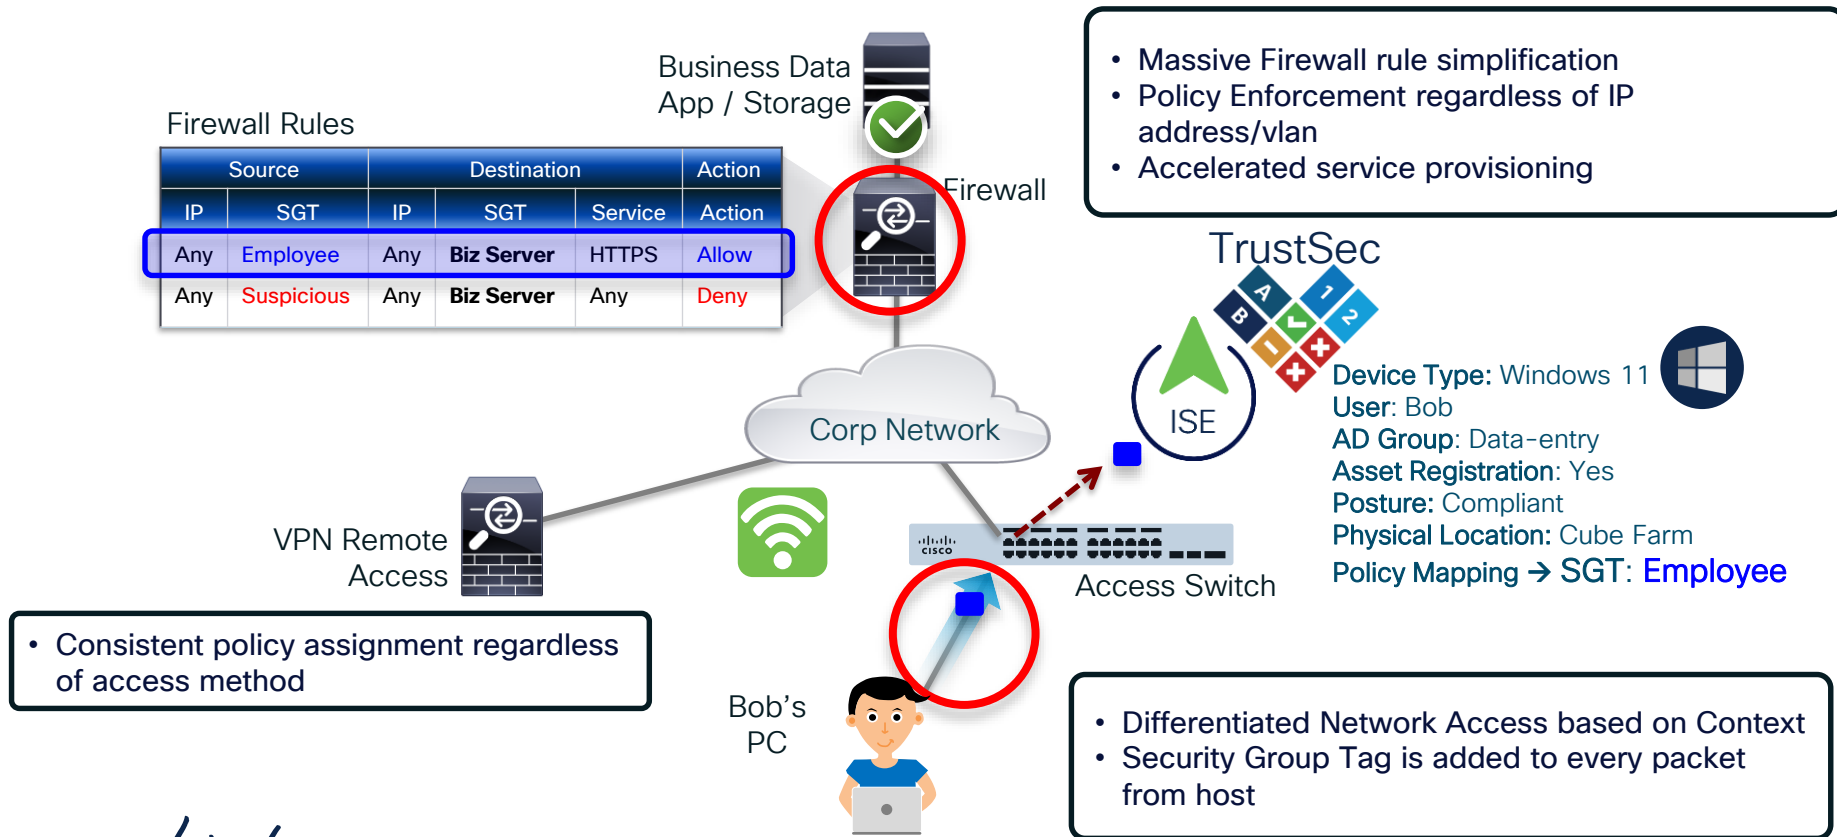 Business Data
App / Storage
Firewall Rules
Source Destination Action
IP SGT IP SGT Service Action
Any Employee Any Biz Server HTTPS Allow
Any Suspicious Any Biz Server Any Deny
Firewall
• Massive Firewall rule simplification
• Policy Enforcement regardless of IP
address/vlan
• Accelerated service provisioning
TrustSec
A 1
B 2
ISE
Device Type: Windows 11
User: Bob
AD Group: Data-entry
Asset Registration: Yes
Posture: Compliant
Physical Location: Cube Farm
Policy Mapping → SGT: Employee
Corp Network
VPN Remote
Access
CISCO
Access Switch
• Consistent policy assignment regardless
of access method
Bob's
PC
• Differentiated Network Access based on Context
• Security Group Tag is added to every packet
from host